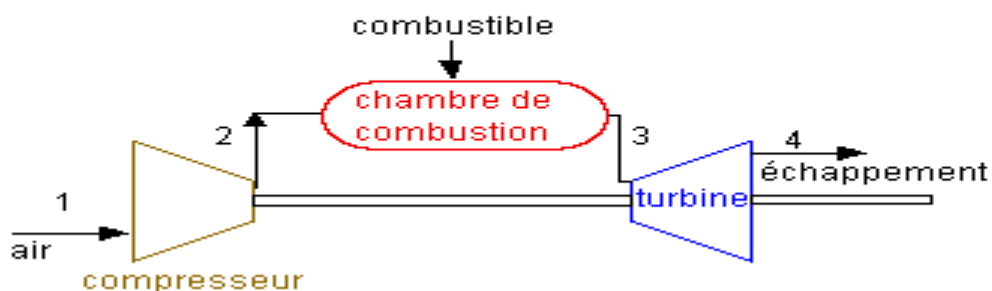 combustible
chambre de
combustion
2
3
4
échappement
turbine
1
air
compresseur